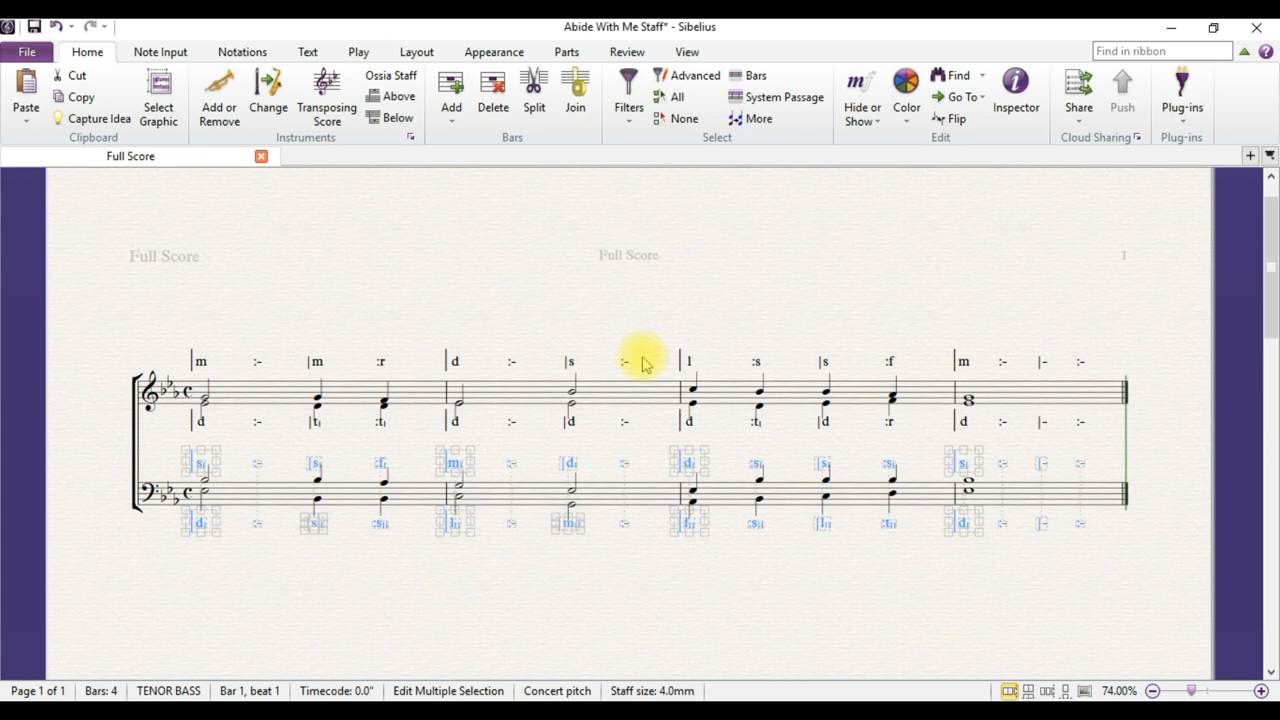 Abide With Me Staff* - Sibelius
File Home Note Input Notations Text Play Layout Appearance Parts Review View Find in ribbon
Paste Cut Copy Capture Idea Select Graphic Clipboard
Add or Remove Change Transposing Score Ossia Staff Above Below Instruments
Add Delete Split Join Bars
Filters Advanced All None Bars System Passage More Select
Hide or Show Color Find Go To Flip Inspector Edit
Share Push Cloud Sharing Plug-ins Plug-ins
Full Score
Full Score Full Score 1
|m :- |m :r |d :- |s :- |l :s |s :f |m :- |- :-
|d :- |t₁ :t₁ |d :- |d :- |d :t₁ |d :r |d :- |- :-
Page 1 of 1 Bars: 4 TENOR BASS Bar 1, beat 1 Timecode: 0.0" Edit Multiple Selection Concert pitch Staff size: 4.0mm 74.00%